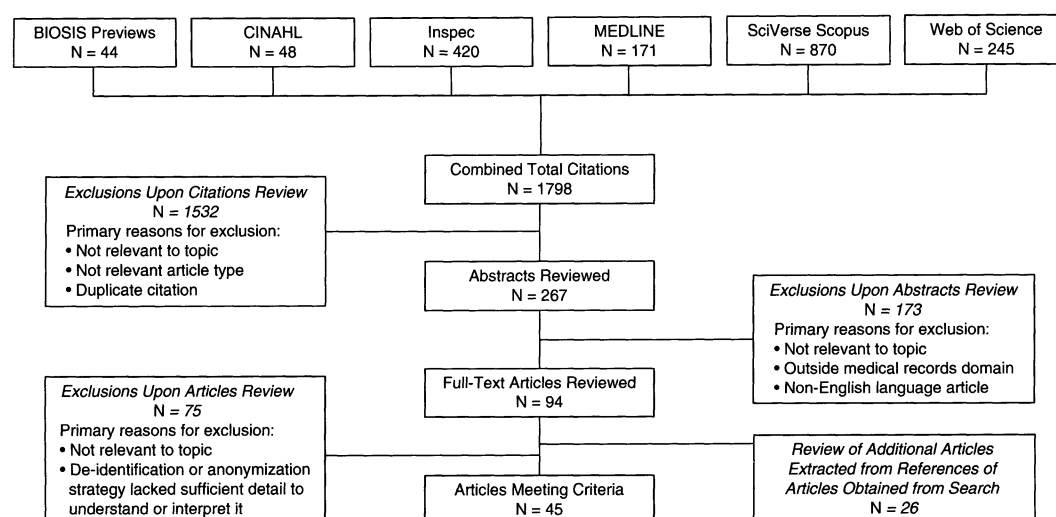 BIOSIS Previews
N = 44
CINAHL
N = 48
Inspec
N = 420
MEDLINE
N = 171
SciVerse Scopus
N = 870
Web of Science
N = 245
Combined Total Citations
N = 1798
Exclusions Upon Citations Review
N = 1532
Primary reasons for exclusion:
• Not relevant to topic
• Not relevant article type
• Duplicate citation
Abstracts Reviewed
N = 267
Exclusions Upon Abstracts Review
N = 173
Primary reasons for exclusion:
• Not relevant to topic
• Outside medical records domain
• Non-English language article
Full-Text Articles Reviewed
N = 94
Exclusions Upon Articles Review
N = 75
Primary reasons for exclusion:
• Not relevant to topic
• De-identification or anonymization
strategy lacked sufficient detail to
understand or interpret it
Review of Additional Articles
Extracted from References of
Articles Obtained from Search
N = 26
Articles Meeting Criteria
N = 45